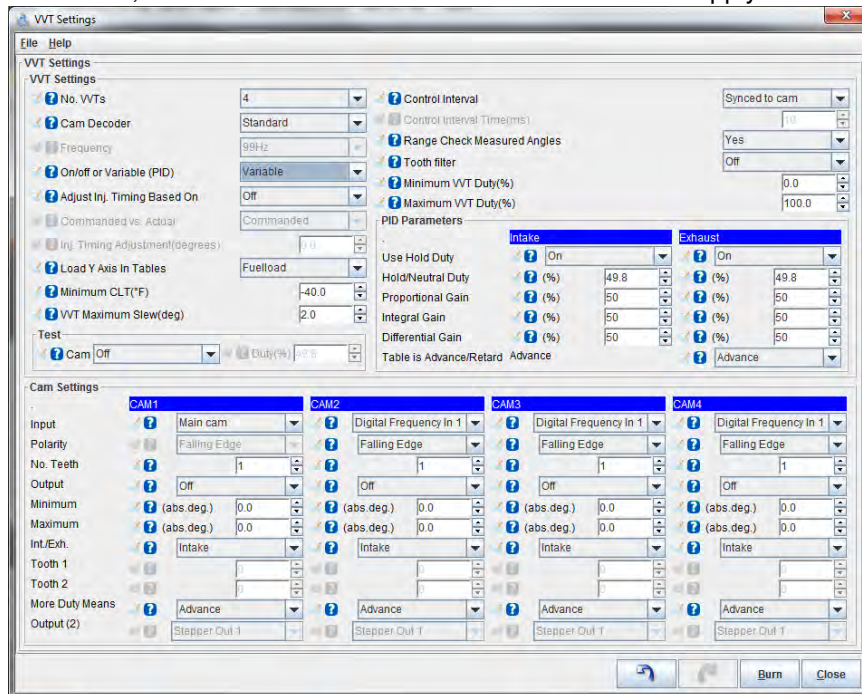 VVT Settings
File Help
VVT Settings
VVT Settings
No. VVTs 4
Cam Decoder Standard
Frequency 99Hz
On/off or Variable (PID) Variable
Adjust Inj. Timing Based On Off
Commanded vs. Actual Commanded
Inj. Timing Adjustment(degrees) 0.0
Load Y Axis In Tables Fuelload
Minimum CLT(°F) -40.0
VVT Maximum Slew(deg) 2.0
Test
Cam Off Duty(%)
Control Interval Synced to cam
Control Interval Time(ms) 10
Range Check Measured Angles Yes
Tooth filter Off
Minimum VVT Duty(%) 0.0
Maximum VVT Duty(%) 100.0
PID Parameters
. Intake Exhaust
Use Hold Duty On On
Hold/Neutral Duty (%) 49.8 (%) 49.8
Proportional Gain (%) 50 (%) 50
Integral Gain (%) 50 (%) 50
Differential Gain (%) 50 (%) 50
Table is Advance/Retard Advance Advance
Cam Settings
. CAM1 CAM2 CAM3 CAM4
Input Main cam Digital Frequency In 1 Digital Frequency In 1 Digital Frequency In 1
Polarity Falling Edge Falling Edge Falling Edge Falling Edge
No. Teeth 1 1 1 1
Output Off Off Off Off
Minimum (abs.deg.) 0.0 (abs.deg.) 0.0 (abs.deg.) 0.0 (abs.deg.) 0.0
Maximum (abs.deg.) 0.0 (abs.deg.) 0.0 (abs.deg.) 0.0 (abs.deg.) 0.0
Int./Exh. Intake Intake Intake Intake
Tooth 1
Tooth 2
More Duty Means Advance Advance Advance Advance
Output (2) Stepper Out 1 Stepper Out 1 Stepper Out 1 Stepper Out 1
Burn Close